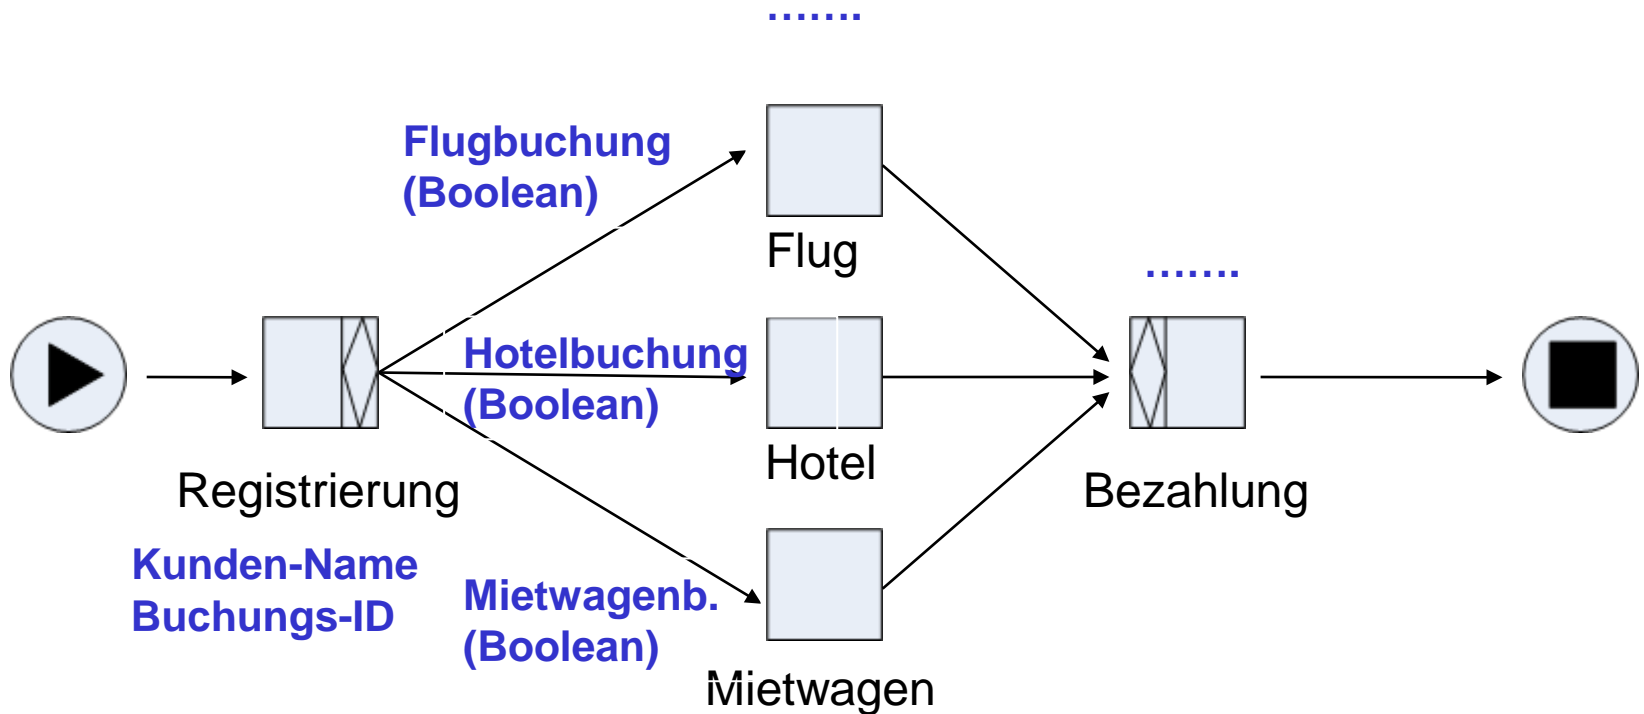 .......
Flugbuchung
(Boolean)
Flug
.......
Hotelbuchung
(Boolean)
Hotel
Registrierung
Bezahlung
Kunden-Name
Buchungs-ID
Mietwagenb.
(Boolean)
Mietwagen